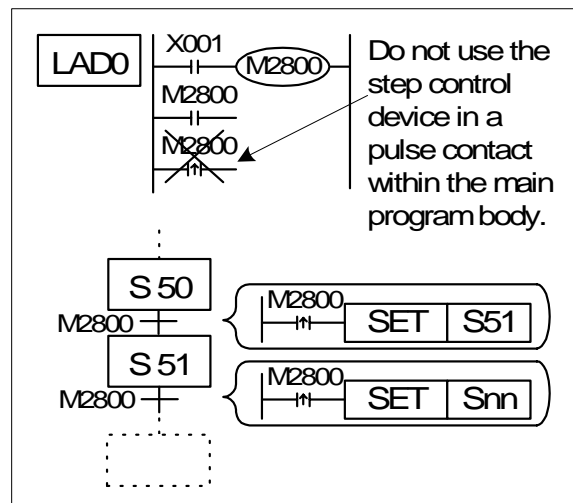 LAD0
X001
M2800
M2800
M2800
Do not use the
step control
device in a
pulse contact
within the main
program body.
S 50
M2800
M2800
SET S51
S 51
M2800
M2800
SET Snn